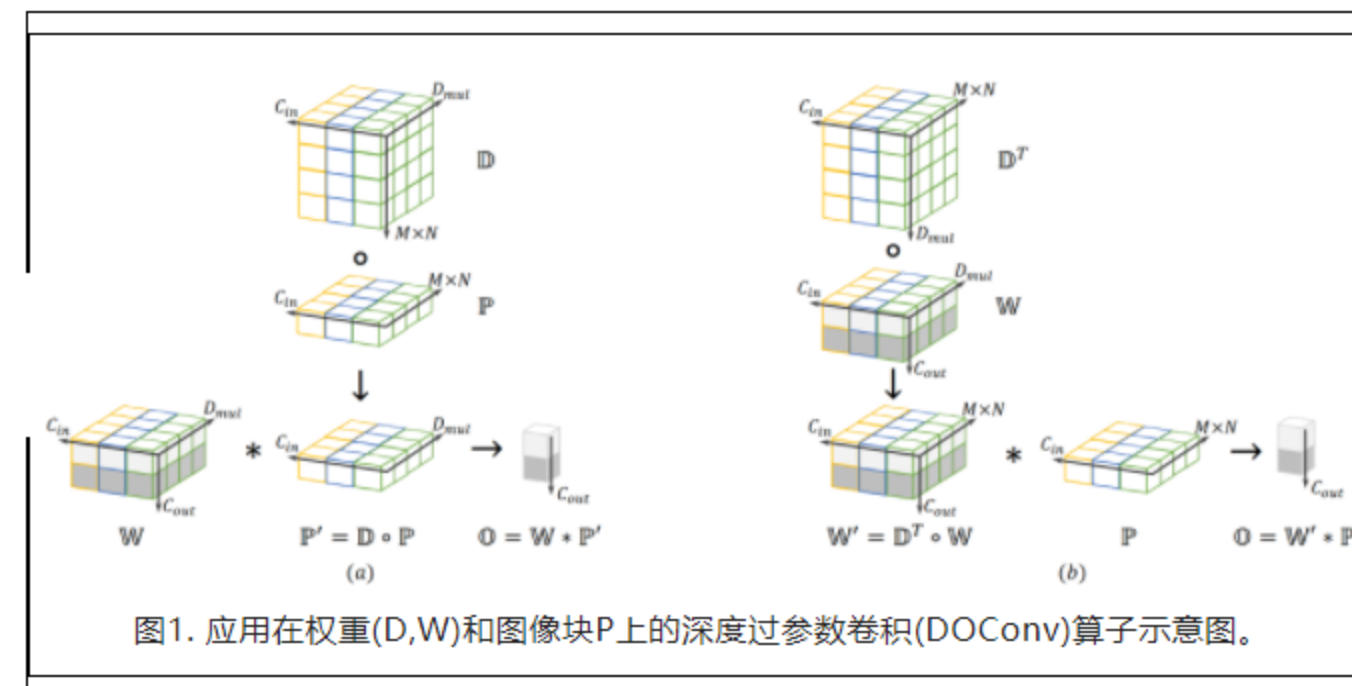 C_in D_mul M×N
𝔻 𝔻^T
M×N D_mul
∘ ∘
C_in M×N C_in D_mul
ℙ 𝕎
↓ C_out ↓
C_in D_mul * C_in D_mul → C_in M×N * C_in M×N →
C_out C_out C_out C_out
𝕎 ℙ′ = 𝔻 ∘ ℙ 𝕆 = 𝕎 * ℙ′ 𝕎′ = 𝔻^T ∘ 𝕎 ℙ 𝕆 = 𝕎′ * ℙ
(a) (b)
图1. 应用在权重(D,W)和图像块P上的深度过参数卷积(DOConv)算子示意图。